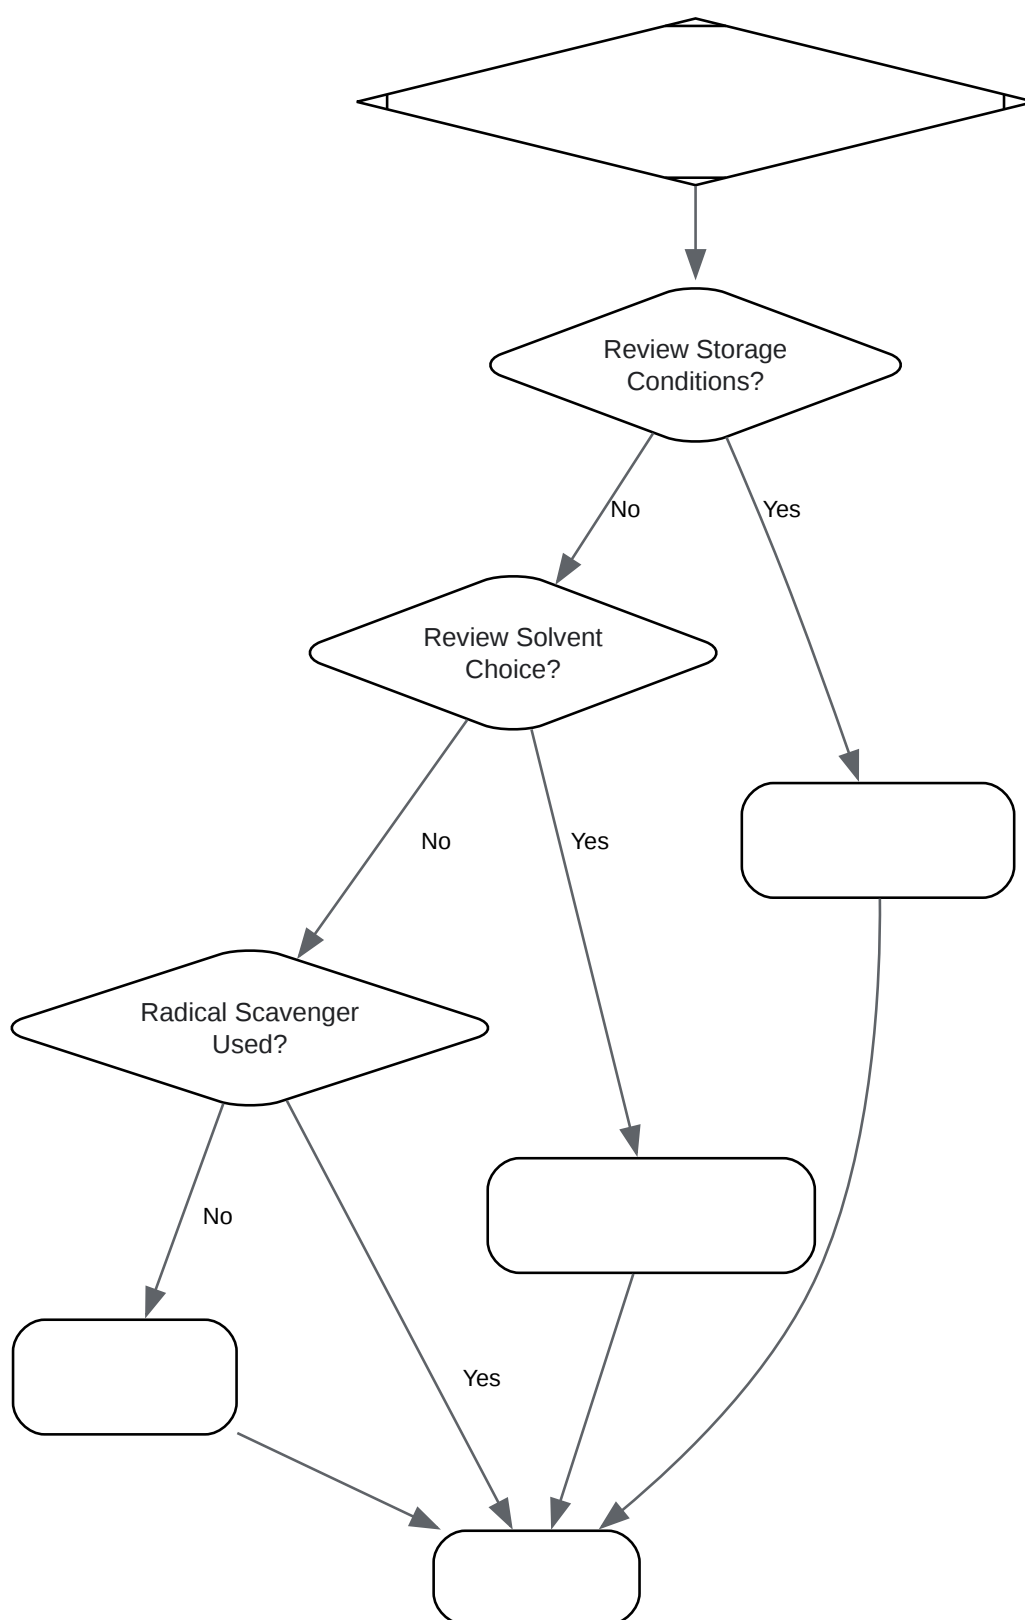 Review Storage
Conditions?
No
Yes
Review Solvent
Choice?
No
Yes
Radical Scavenger
Used?
No
Yes